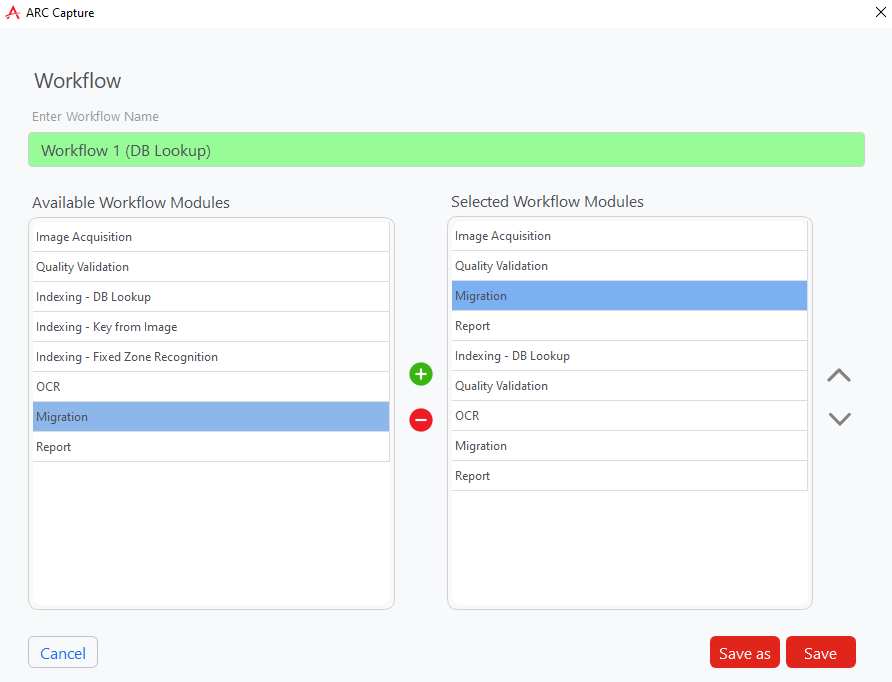 ARC Capture
Workflow
Enter Workflow Name
Workflow 1 (DB Lookup)
Available Workflow Modules
Image Acquisition
Quality Validation
Indexing - DB Lookup
Indexing - Key from Image
Indexing - Fixed Zone Recognition
OCR
Migration
Report
Selected Workflow Modules
Image Acquisition
Quality Validation
Migration
Report
Indexing - DB Lookup
Quality Validation
OCR
Migration
Report
Cancel
Save as
Save